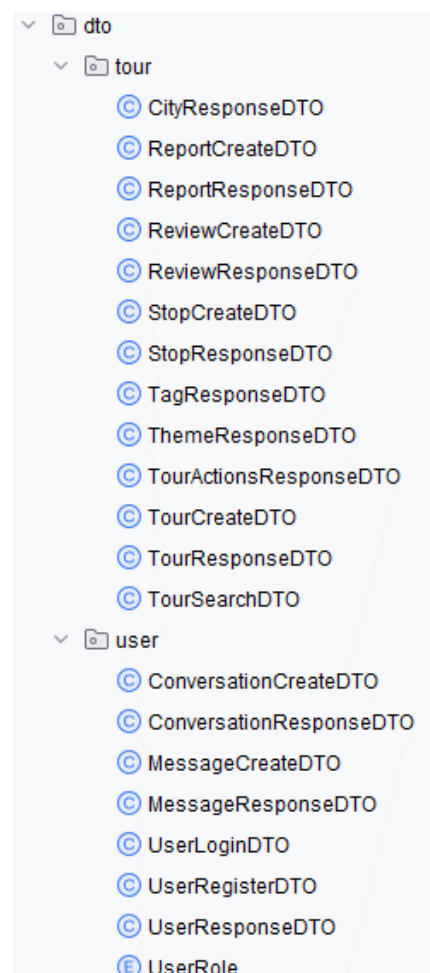 dto
tour
CityResponseDTO
ReportCreateDTO
ReportResponseDTO
ReviewCreateDTO
ReviewResponseDTO
StopCreateDTO
StopResponseDTO
TagResponseDTO
ThemeResponseDTO
TourActionsResponseDTO
TourCreateDTO
TourResponseDTO
TourSearchDTO
user
ConversationCreateDTO
ConversationResponseDTO
MessageCreateDTO
MessageResponseDTO
UserLoginDTO
UserRegisterDTO
UserResponseDTO
UserRole